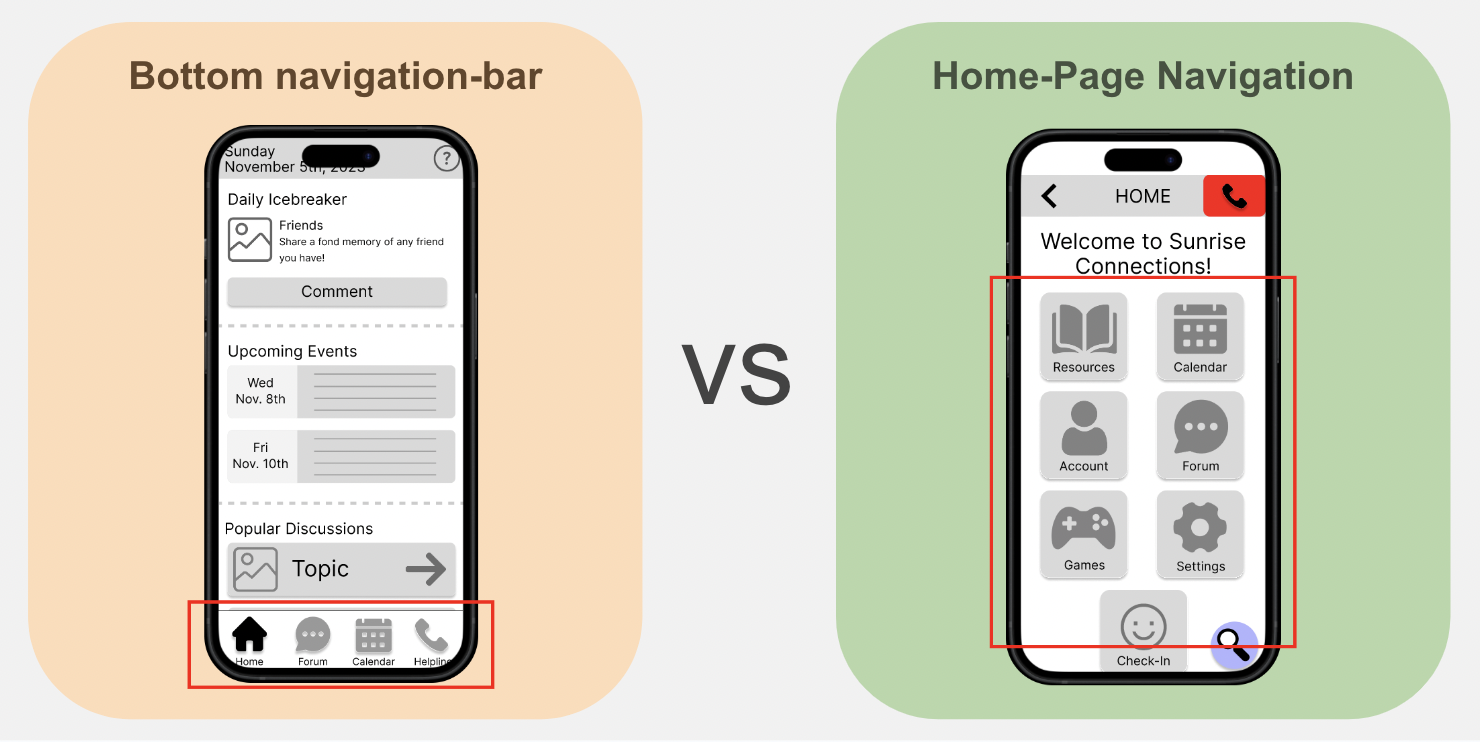 Bottom navigation-bar
Sunday
November 5th, 2023
?
Daily Icebreaker
Friends
Share a fond memory of any friend
you have!
Comment
Upcoming Events
Wed
Nov. 8th
Fri
Nov. 10th
Popular Discussions
Topic
Home
Forum
Calendar
Helpline
VS
Home-Page Navigation
HOME
Welcome to Sunrise
Connections!
Resources
Calendar
Account
Forum
Games
Settings
Check-In